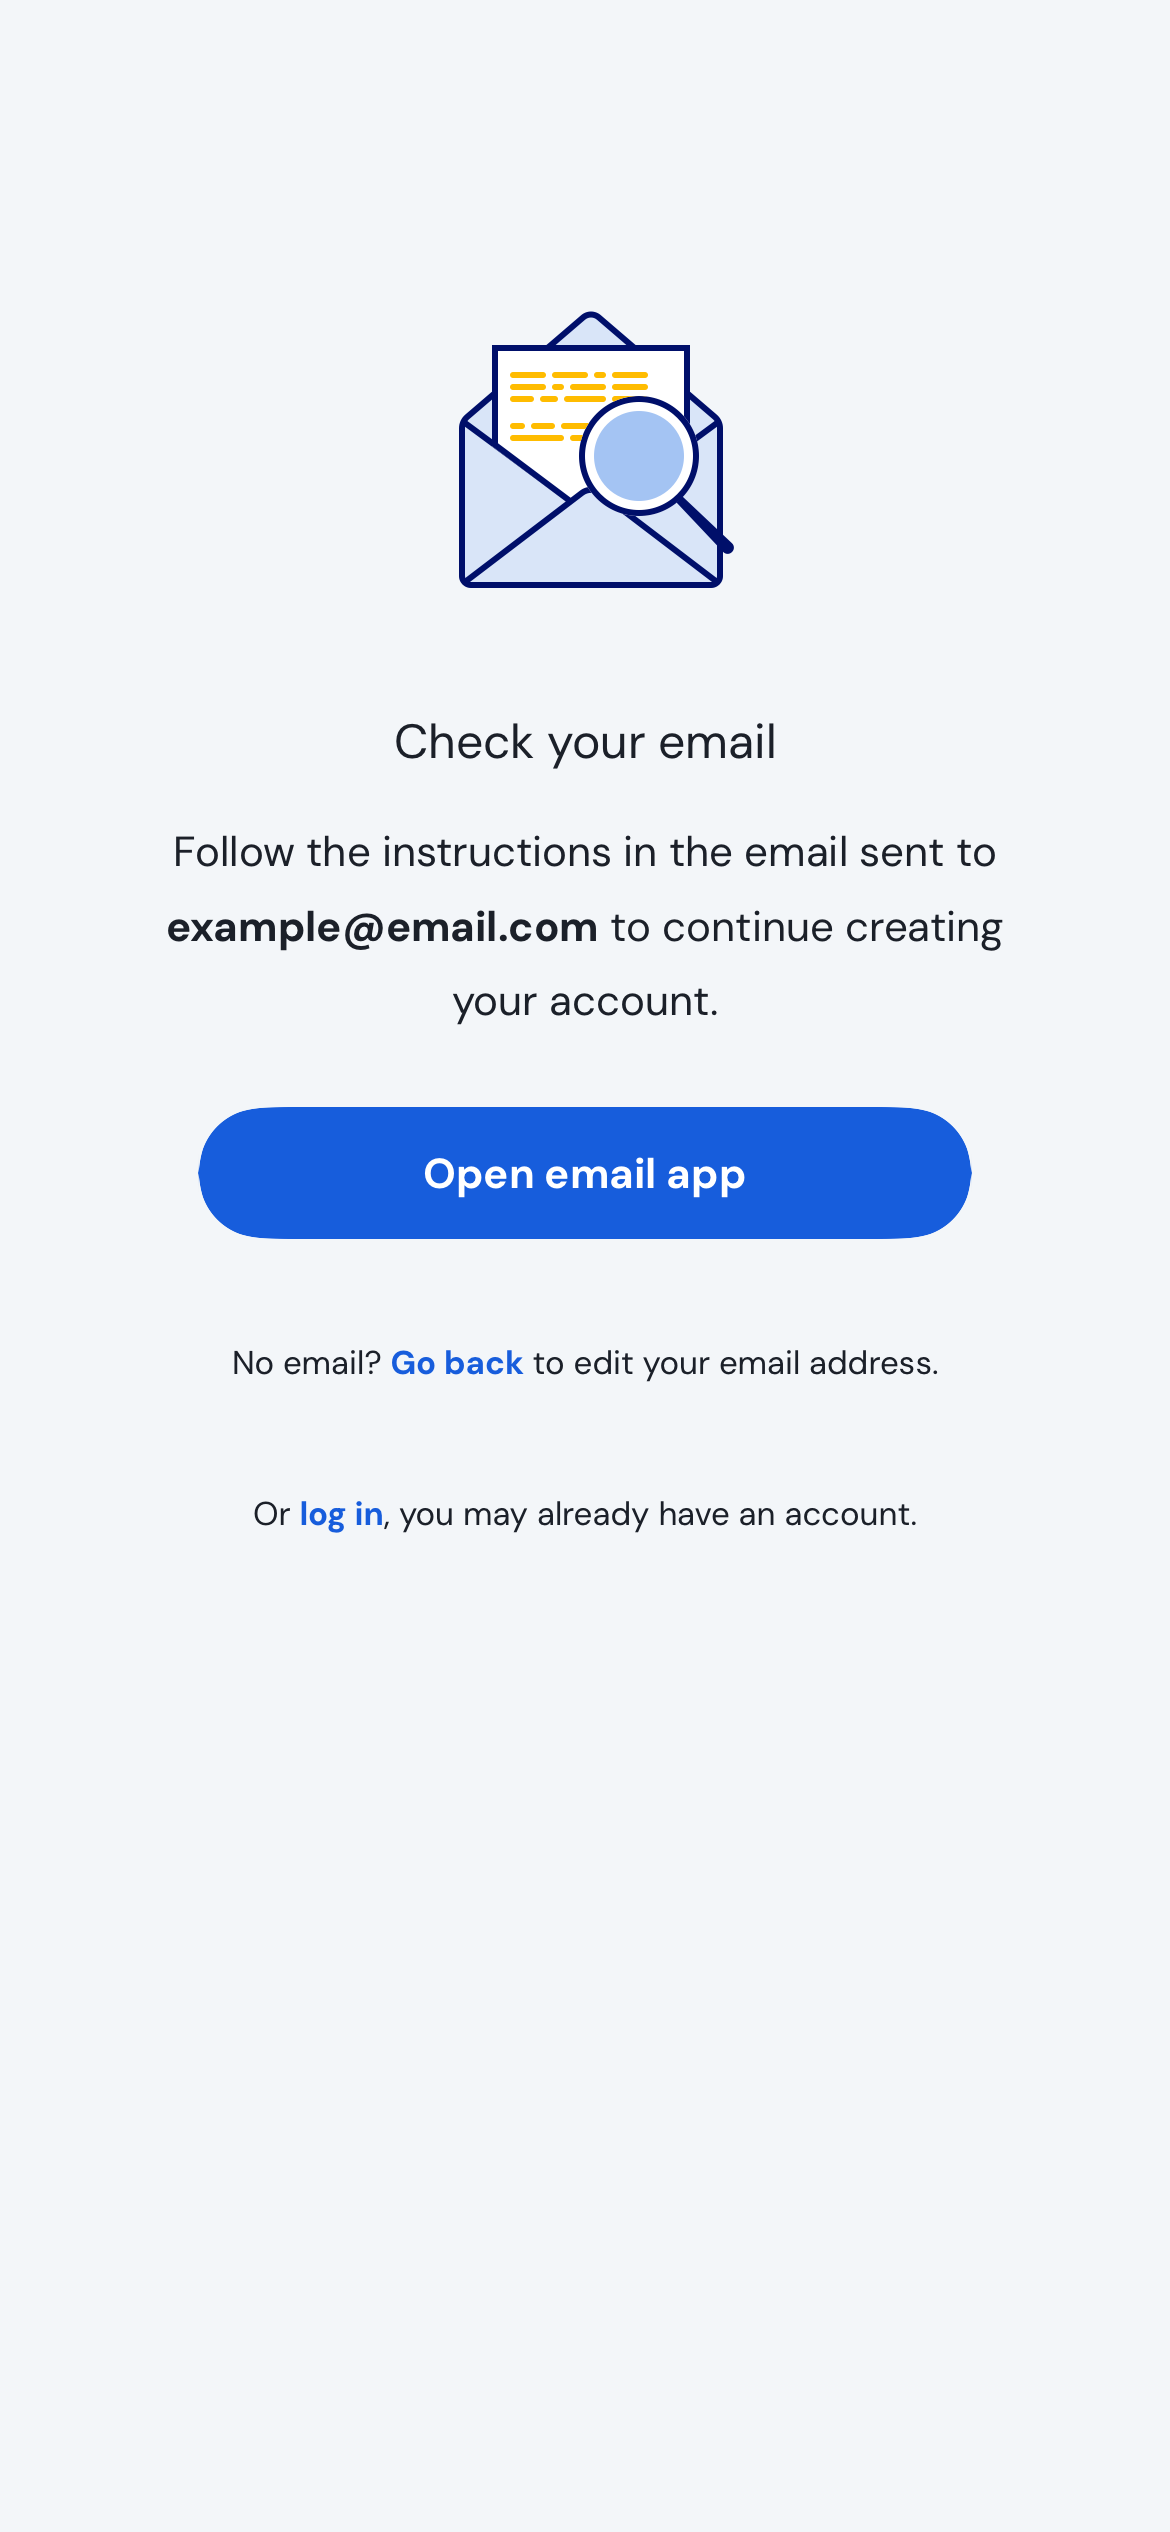 Check your email
Follow the instructions in the email sent to
example@email.com to continue creating
your account.
Open email app
No email? Go back to edit your email address.
Or log in, you may already have an account.